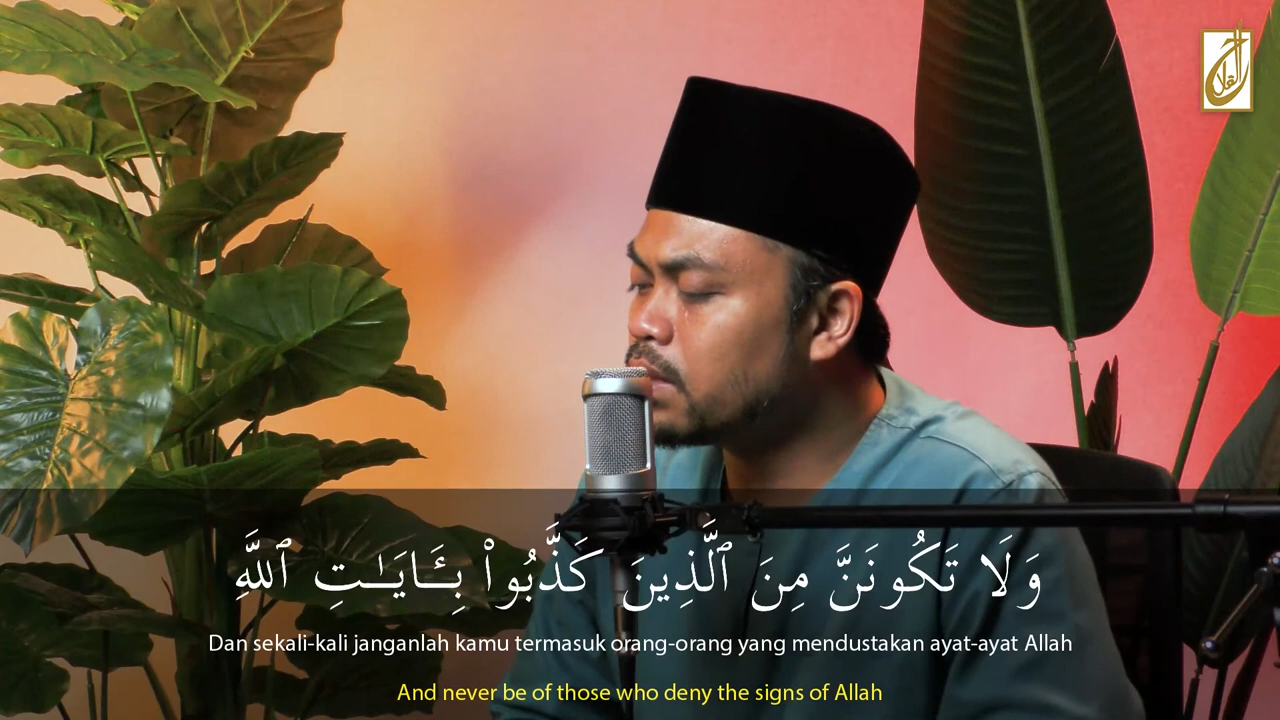 وَلَا تَكُونَنَّ مِنَ ٱلَّذِينَ كَذَّبُوا۟ بِـَٔايَـٰتِ ٱللَّهِ
Dan sekali-kali janganlah kamu termasuk orang-orang yang mendustakan ayat-ayat Allah
And never be of those who deny the signs of Allah